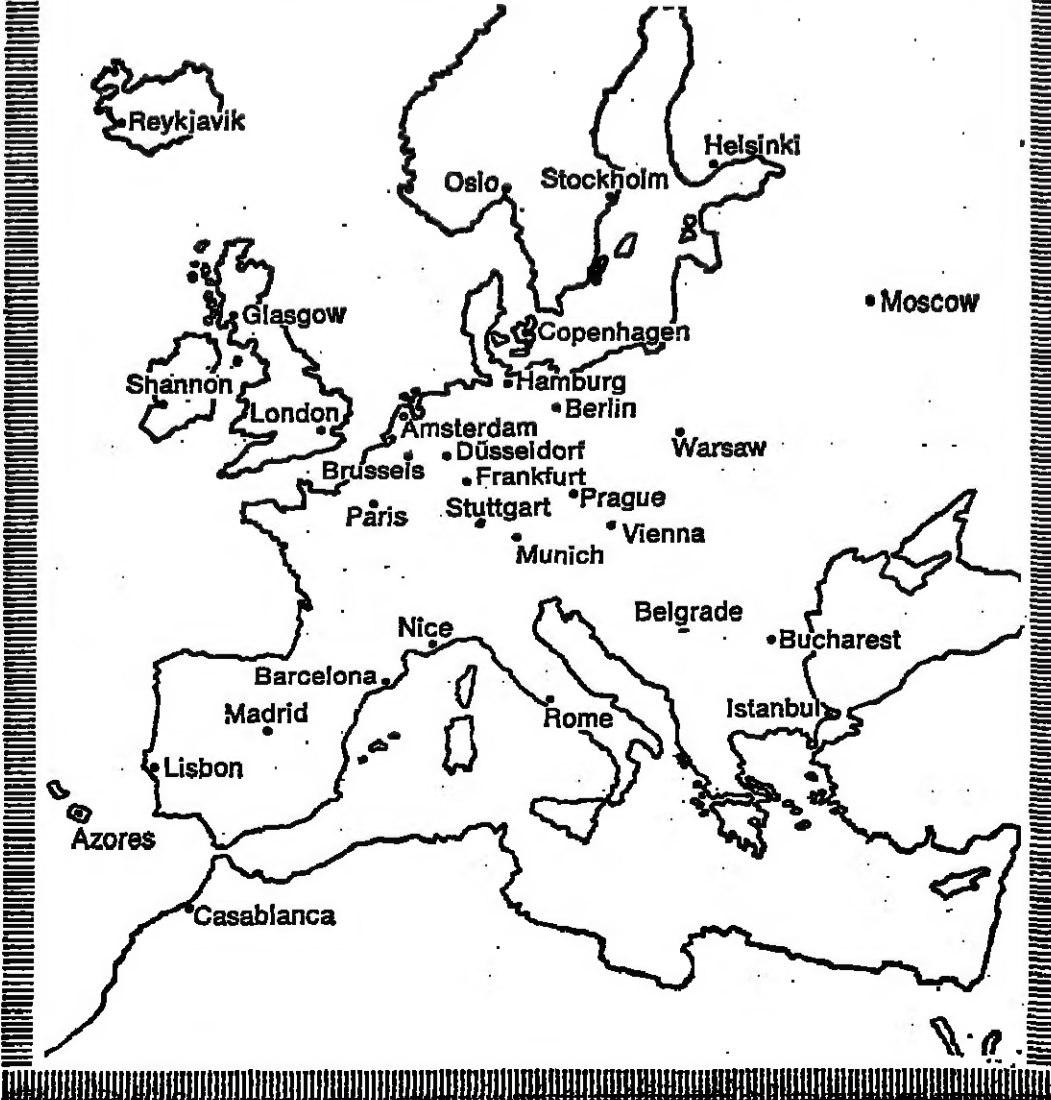 Reykjavik
Helsinki
Oslo
Stockholm
Moscow
Glasgow
Copenhagen
Shannon
Hamburg
London
Berlin
Amsterdam
Warsaw
Düsseldorf
Brussels
Frankfurt
Prague
Paris
Stuttgart
Vienna
Munich
Belgrade
Nice
Bucharest
Barcelona
Madrid
Rome
Istanbul
Lisbon
Azores
Casablanca